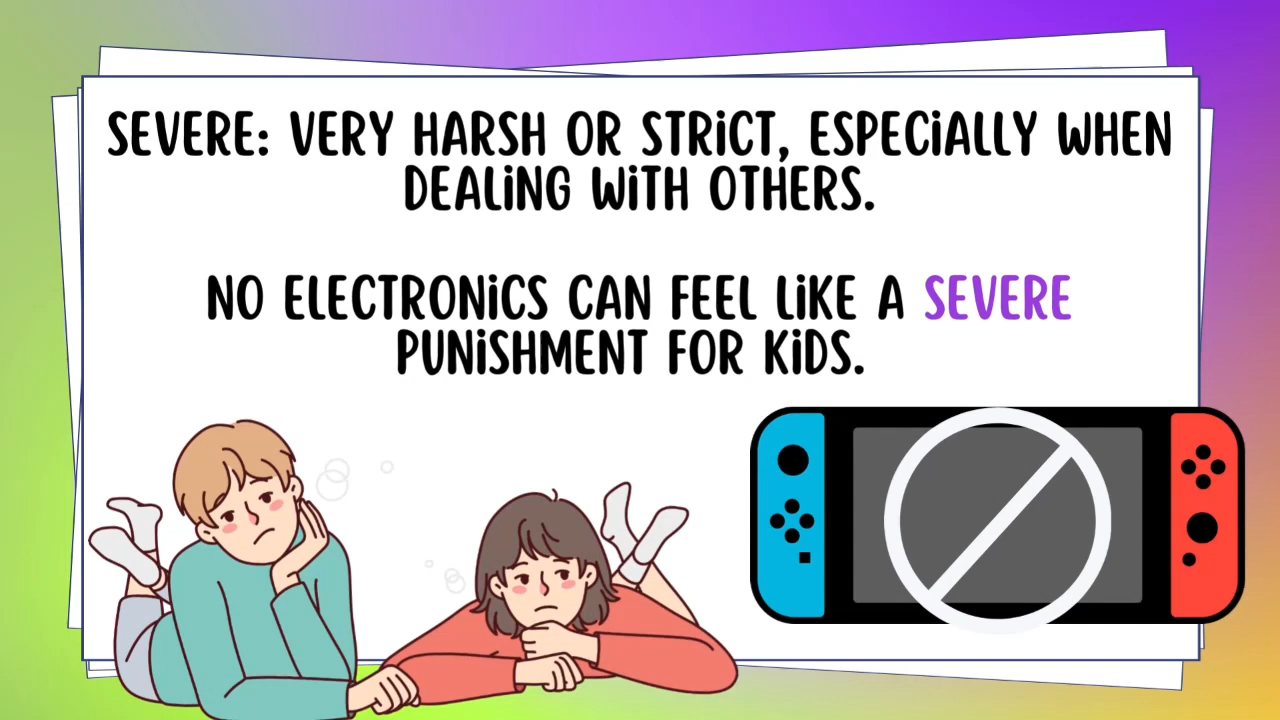 SEVERE: VERY HARSH OR STRICT, ESPECIALLY WHEN
DEALING WITH OTHERS.
NO ELECTRONICS CAN FEEL LIKE A SEVERE
PUNISHMENT FOR KIDS.